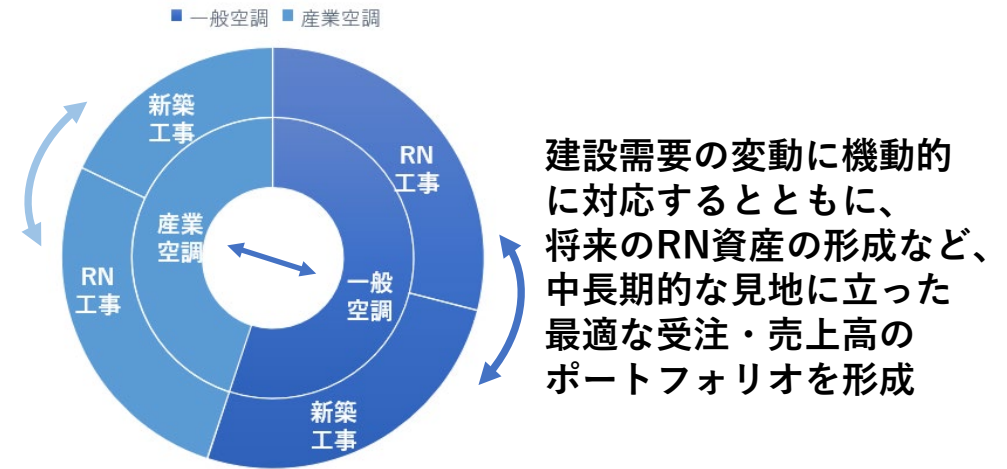 一般空調 産業空調
新築
工事
RN
工事
産業
空調
一般
空調
RN
工事
新築
工事
建設需要の変動に機動的
に対応するとともに、
将来のRN資産の形成など、
中長期的な見地に立った
最適な受注・売上高の
ポートフォリオを形成